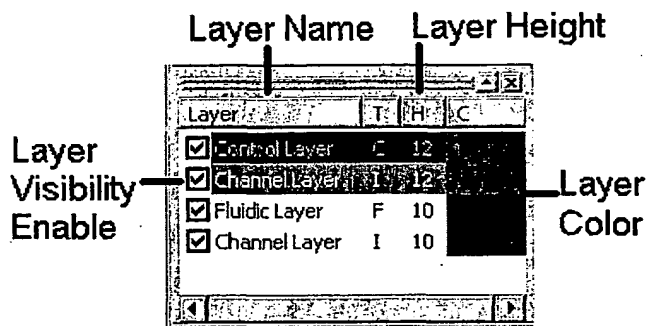 Layer Name Layer Height
Layer T H C
Control Layer C 12
Channel Layer I 12
Fluidic Layer F 10
Channel Layer I 10
Layer
Visibility
Enable
Layer
Color